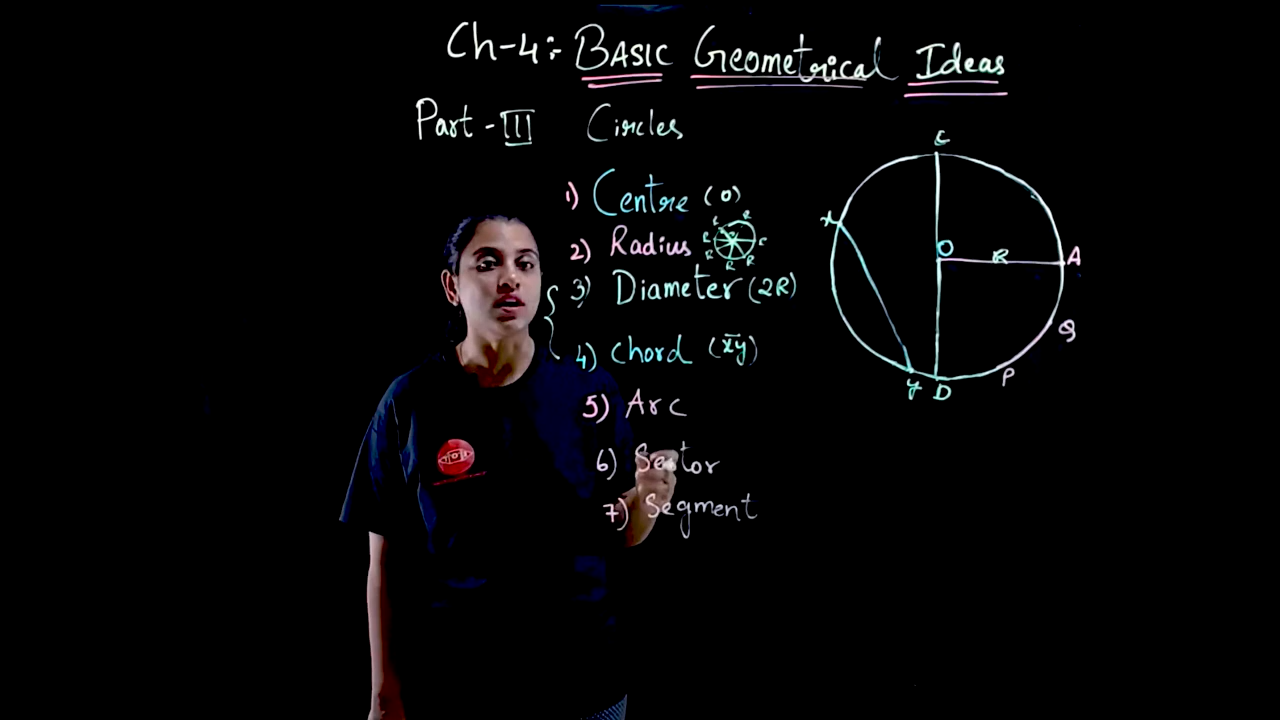 Ch-4:- BASIC Geometrical Ideas
Part - III Circles
1) Centre (O)
2) Radius R R R R R R
3) Diameter (2R)
4) Chord (xy)
5) Arc
6) Sector
7) Segment
C
x
O R A
Q
P
y D